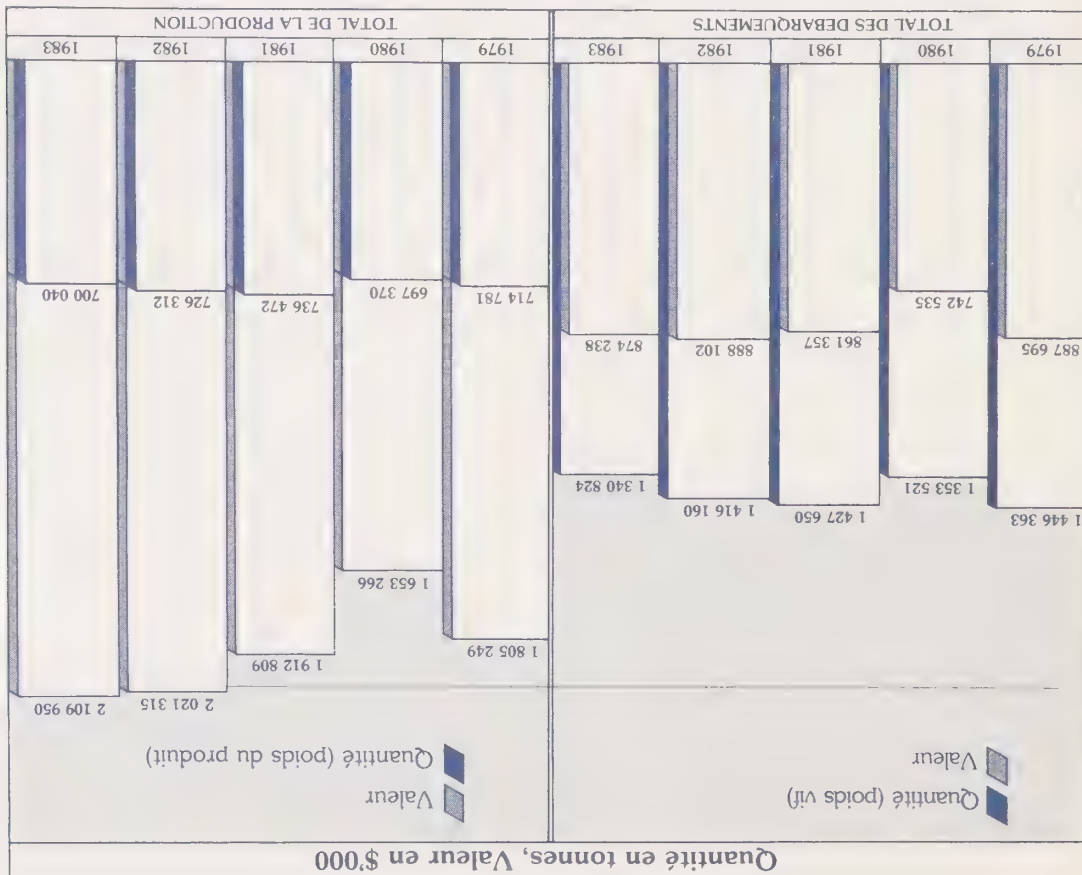 Quantité en tonnes, Valeur en $'000
Quantité (poids vif)
Valeur
1 446 363
1 353 521
1 427 650
1 416 160
1 340 824
887 695
742 535
861 357
888 102
874 238
1979 1980 1981 1982 1983
TOTAL DES DEBARQUEMENTS
Valeur
Quantité (poids du produit)
1 805 249
1 653 266
1 912 809
2 021 315
2 109 950
714 781
697 370
736 472
726 312
700 040
1979 1980 1981 1982 1983
TOTAL DE LA PRODUCTION